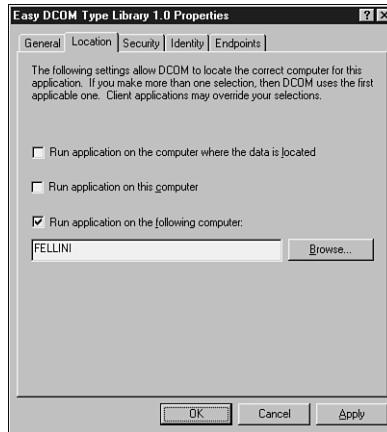 Easy DCOM Type Library 1.0 Properties
General Location Security Identity Endpoints
The following settings allow DCOM to locate the correct computer for this
application. If you make more than one selection, then DCOM uses the first
applicable one. Client applications may override your selections.
Run application on the computer where the data is located
Run application on this computer
Run application on the following computer:
FELLINI
Browse...
OK Cancel Apply